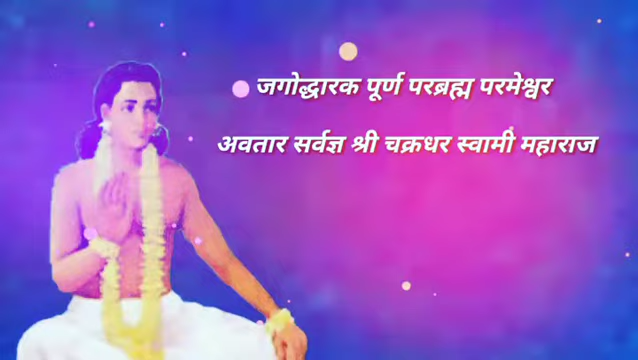 जगोद्धारक पूर्ण परब्रह्म परमेश्वर
अवतार सर्वज्ञ श्री चक्रधर स्वामी महाराज